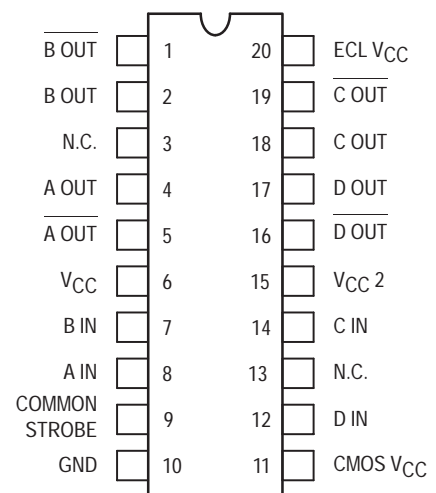 B OUT 1 20 ECL VCC
B OUT 2 19 C OUT
N.C. 3 18 C OUT
A OUT 4 17 D OUT
A OUT 5 16 D OUT
VCC 6 15 VCC 2
B IN 7 14 C IN
A IN 8 13 N.C.
COMMON
STROBE 9 12 D IN
GND 10 11 CMOS VCC